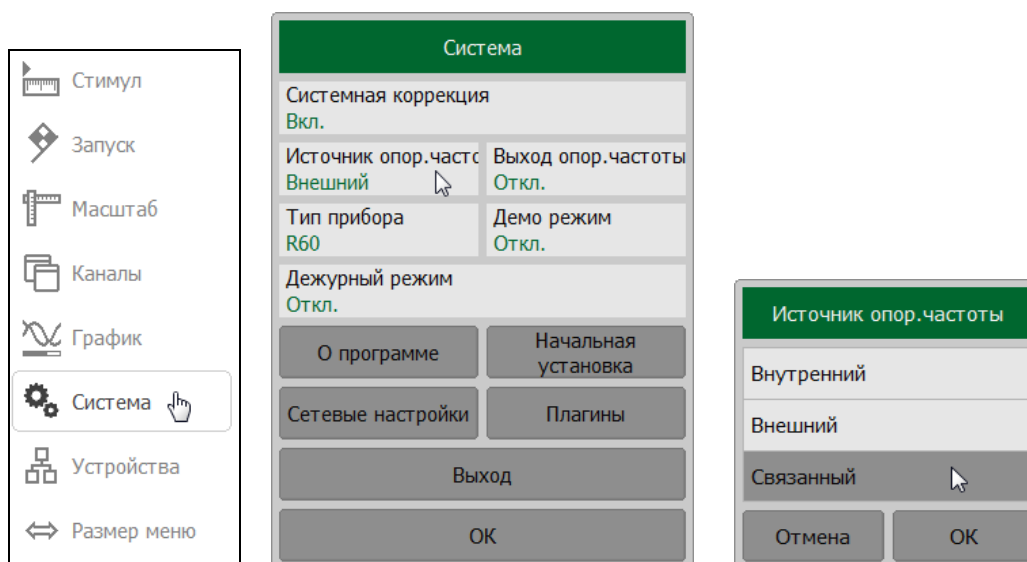 Стимул
Запуск
Масштаб
Каналы
График
Система
Устройства
Размер меню
Система
Системная коррекция
Вкл.
Источник опор.часто
Внешний
Выход опор.частоты
Откл.
Тип прибора
R60
Демо режим
Откл.
Дежурный режим
Откл.
О программе
Начальная
установка
Сетевые настройки
Плагины
Выход
ОК
Источник опор.частоты
Внутренний
Внешний
Связанный
Отмена
ОК